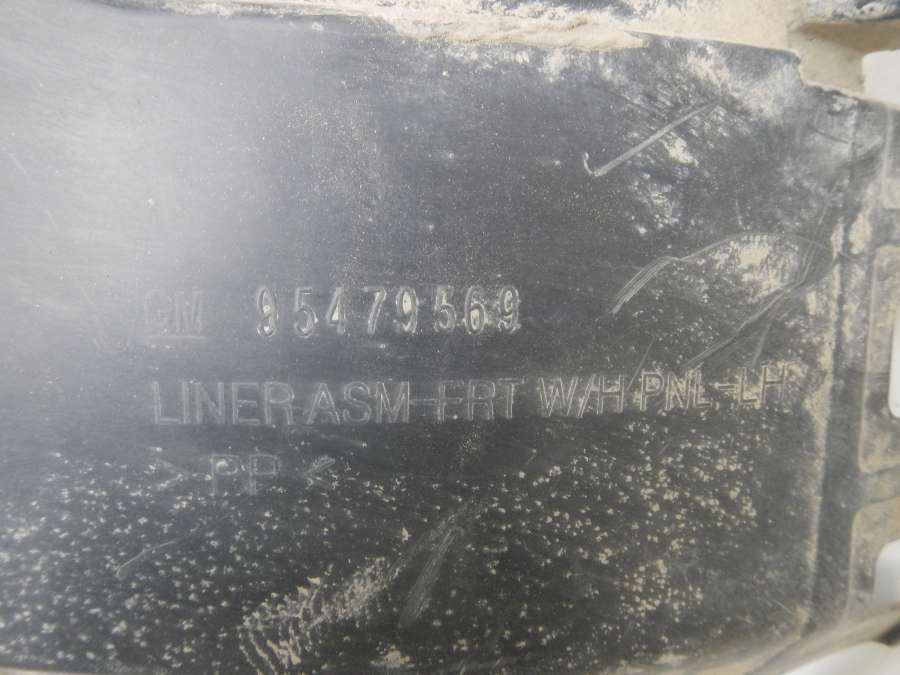 GM 95479569
LINER ASM-FRT W/H PNL-LH
>PP<